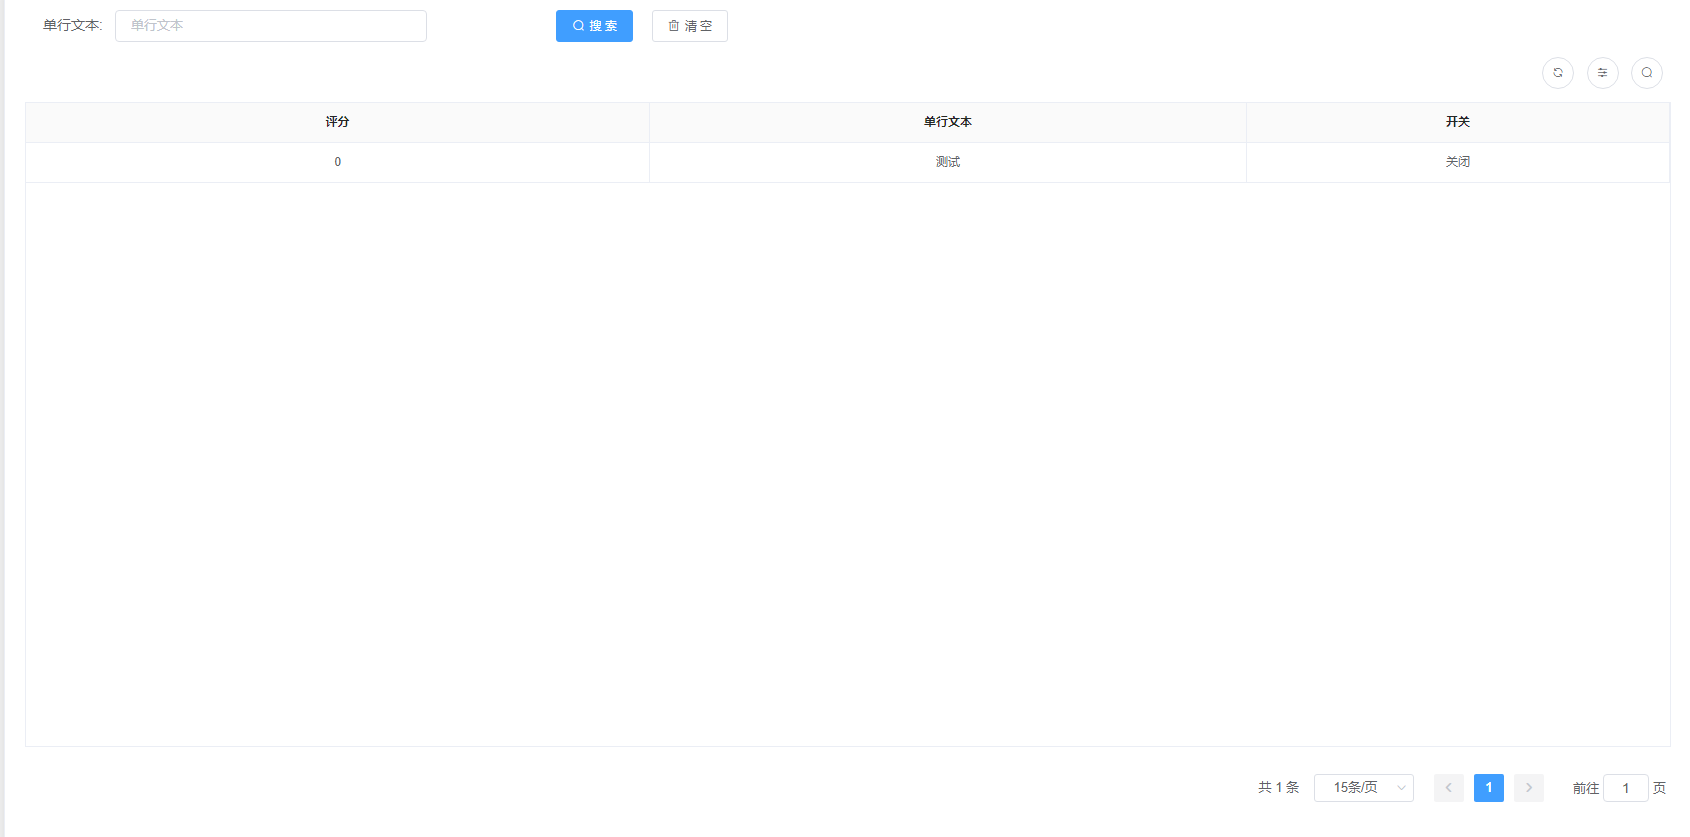 单行文本: 单行文本 搜索 清空
评分 单行文本 开关
0 测试 关闭
共 1 条 15条/页 1 前往 1 页